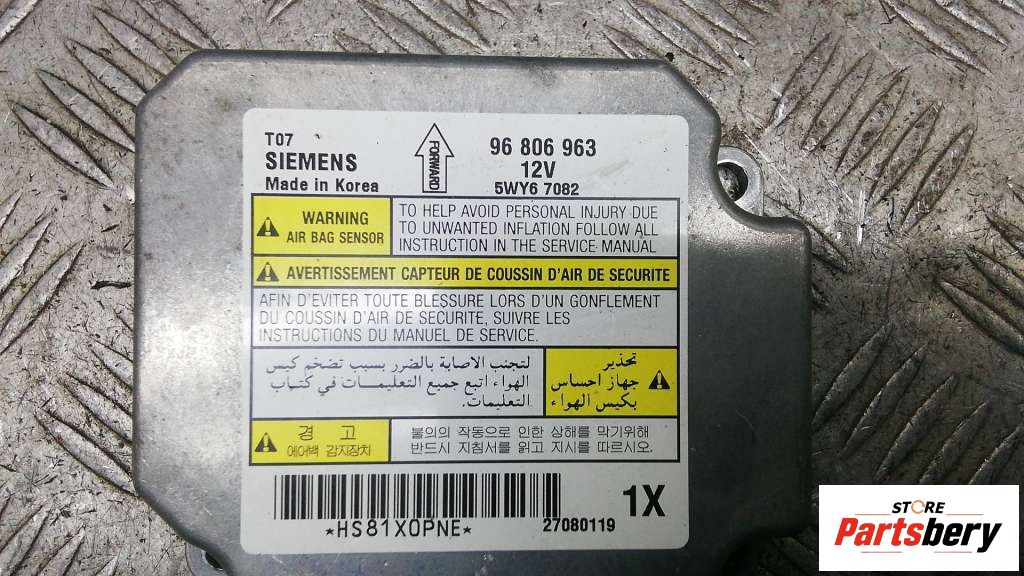 T07
SIEMENS
Made in Korea
FORWARD
96 806 963
12V
5WY6 7082
WARNING
AIR BAG SENSOR
TO HELP AVOID PERSONAL INJURY DUE
TO UNWANTED INFLATION FOLLOW ALL
INSTRUCTION IN THE SERVICE MANUAL
AVERTISSEMENT CAPTEUR DE COUSSIN D'AIR DE SECURITE
AFIN D'EVITER TOUTE BLESSURE LORS D'UN GONFLEMENT
DU COUSSIN D'AIR DE SECURITE, SUIVRE LES
INSTRUCTIONS DU MANUEL DE SERVICE.
تحذير
جهاز إحساس
بكيس الهواء
لتجنب الاصابة بالضرر بسبب تضخم كيس
الهواء اتبع جميع التعليمات في كتاب
التعليمات.
경 고
에어백 감지장치
불의의 작동으로 인한 상해를 막기위해
반드시 지침서를 읽고 지시를 따르시오.
1X
*HS81X0PNE*
27080119
STORE
Partsbery